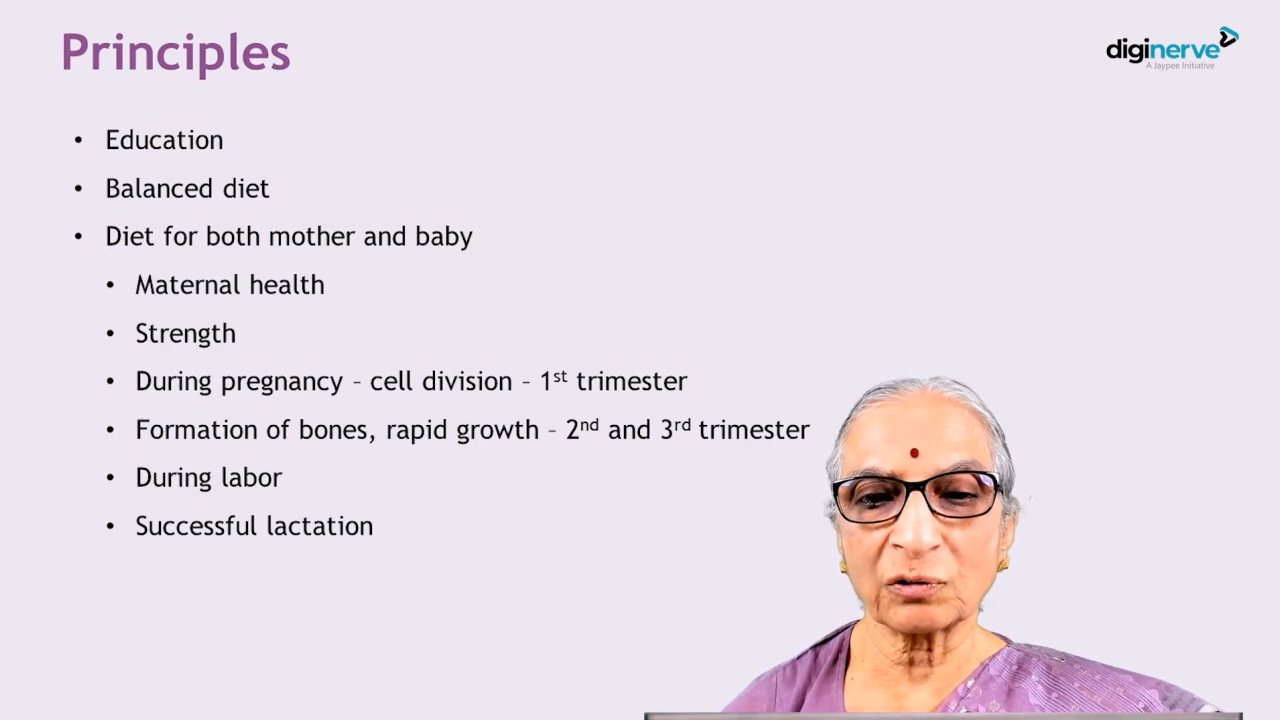 Principles
diginerve
A Jaypee Initiative
• Education
• Balanced diet
• Diet for both mother and baby
• Maternal health
• Strength
• During pregnancy – cell division – 1st trimester
• Formation of bones, rapid growth – 2nd and 3rd trimester
• During labor
• Successful lactation